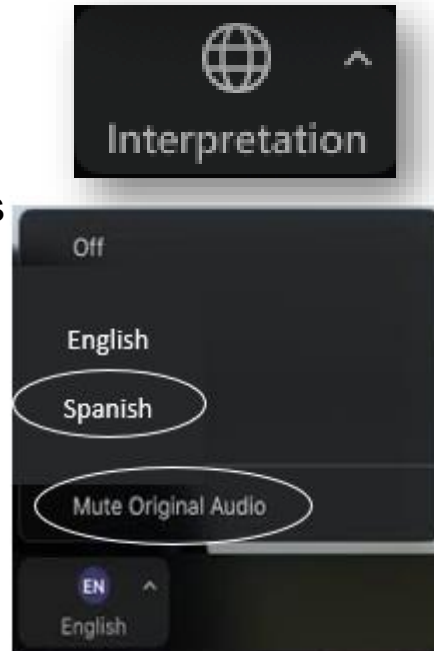 Interpretation
s
Off
English
Spanish
Mute Original Audio
EN
English